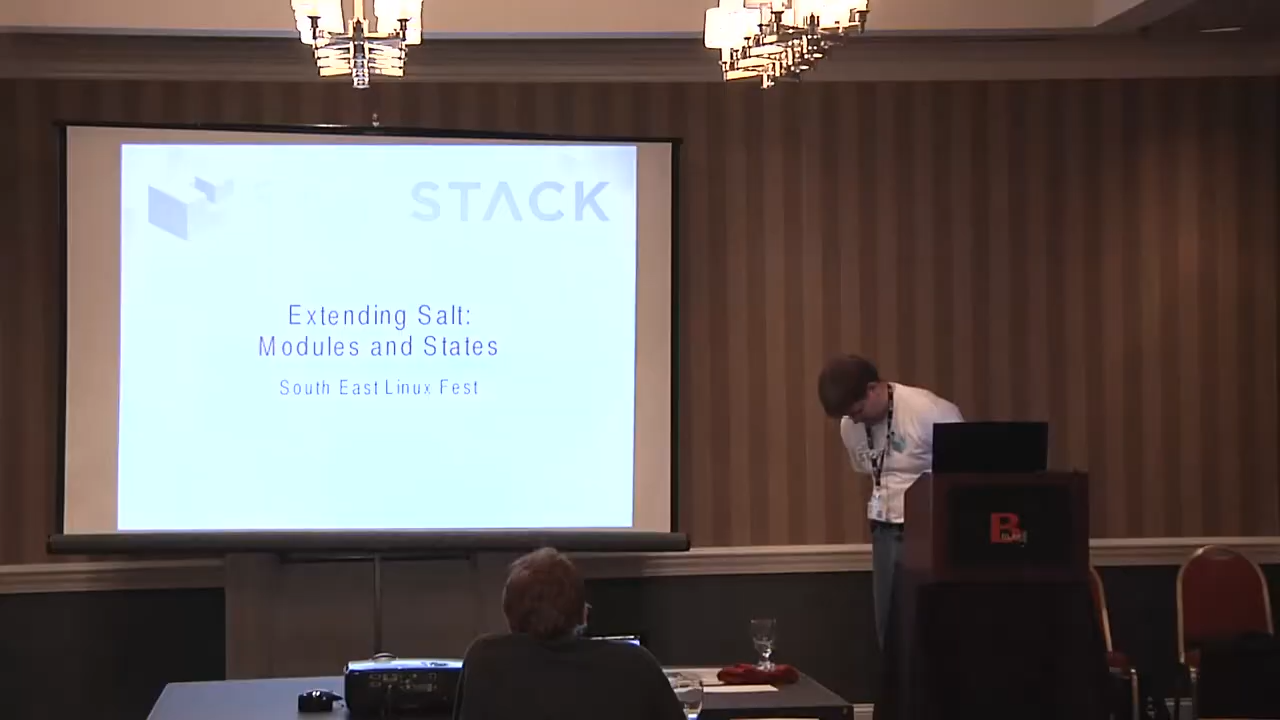 STACK
Extending Salt:
Modules and States
South East Linux Fest
B